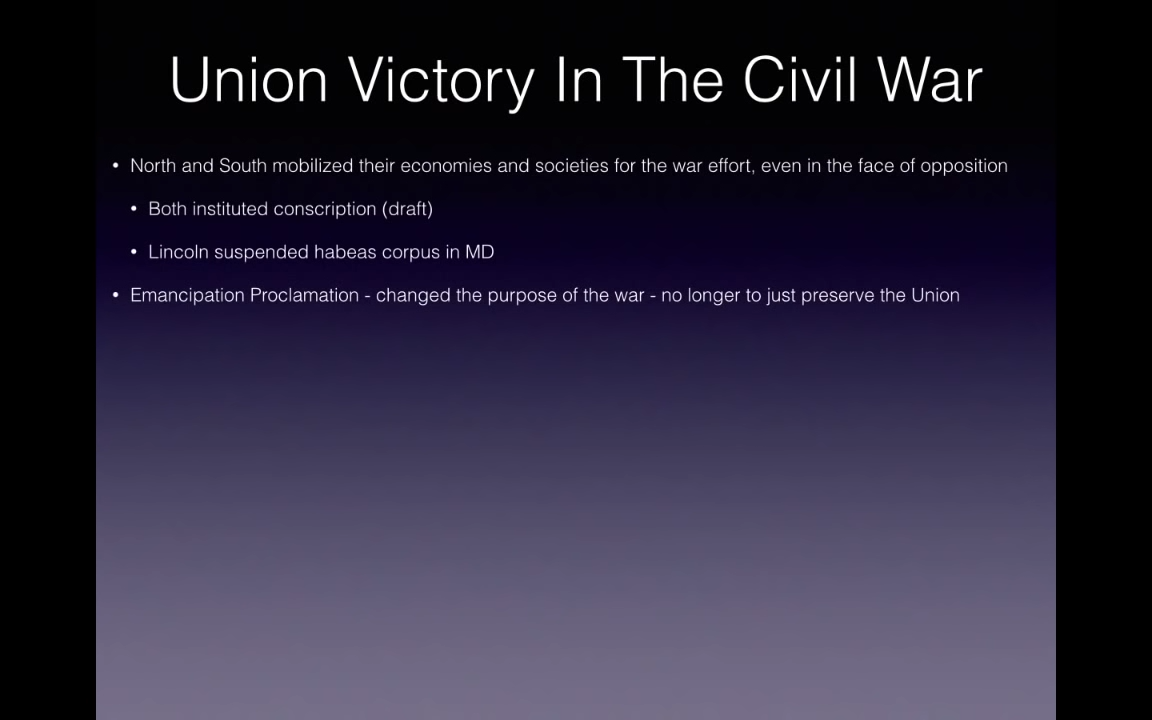 Union Victory In The Civil War
• North and South mobilized their economies and societies for the war effort, even in the face of opposition
• Both instituted conscription (draft)
• Lincoln suspended habeas corpus in MD
• Emancipation Proclamation - changed the purpose of the war - no longer to just preserve the Union